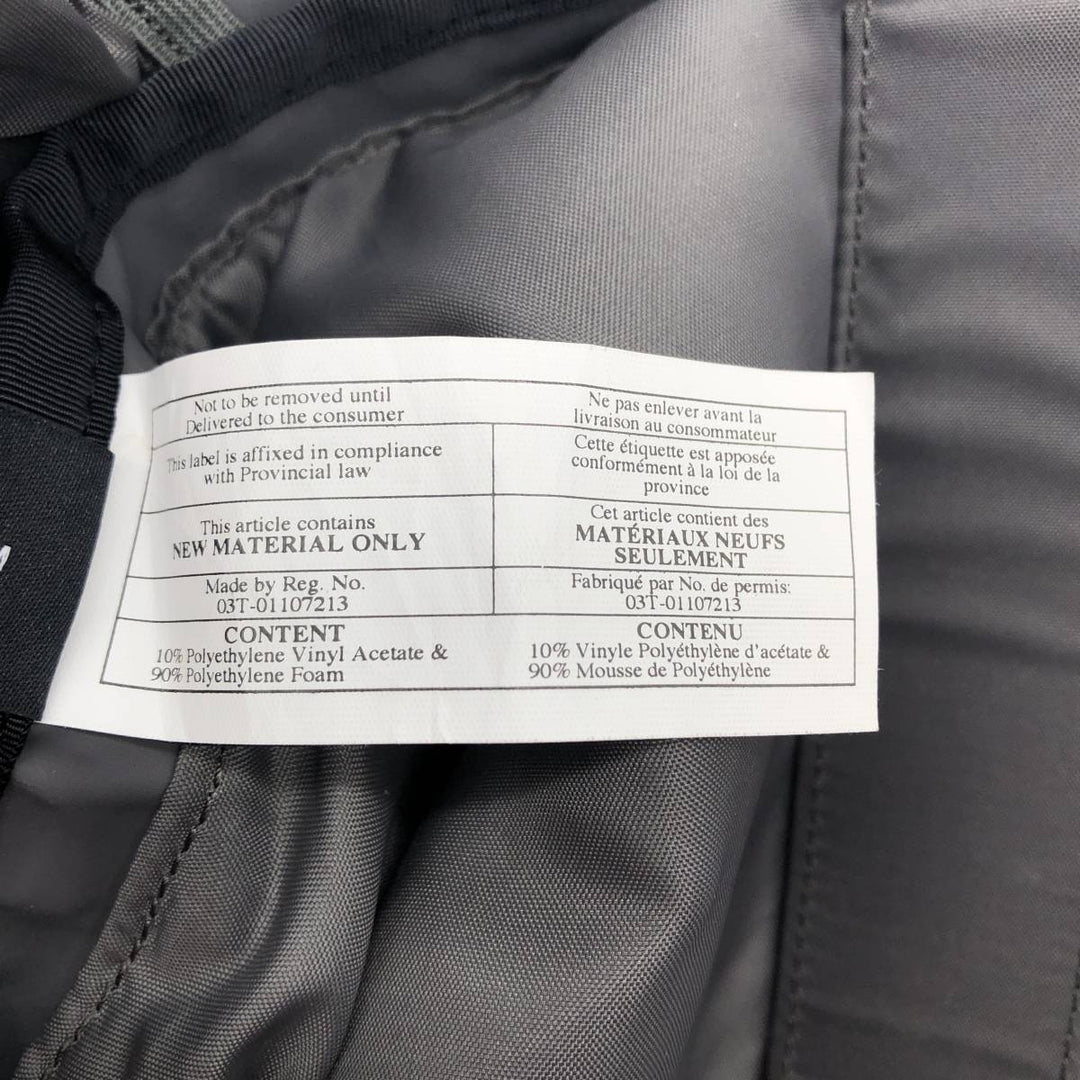 Not to be removed until
Delivered to the consumer
Ne pas enlever avant la
livraison au consommateur
This label is affixed in compliance
with Provincial law
Cette étiquette est apposée
conformément à la loi de la
province
This article contains
NEW MATERIAL ONLY
Cet article contient des
MATÉRIAUX NEUFS
SEULEMENT
Made by Reg. No.
03T-01107213
Fabriqué par No. de permis:
03T-01107213
CONTENT
10% Polyethylene Vinyl Acetate &
90% Polyethylene Foam
CONTENU
10% Vinyle Polyéthylène d'acétate &
90% Mousse de Polyéthylène